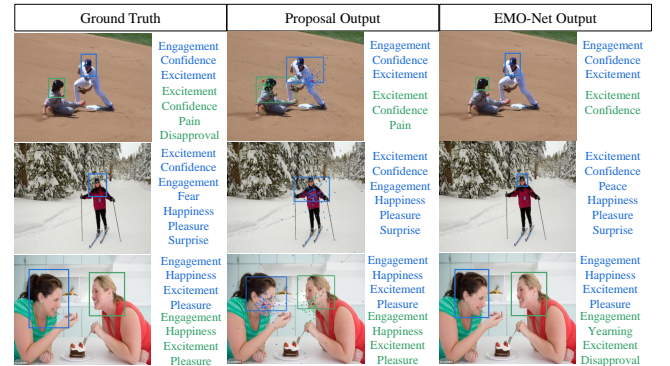 Ground Truth
Proposal Output
EMO-Net Output
Engagement
Confidence
Excitement
Excitement
Confidence
Pain
Disapproval
Engagement
Confidence
Excitement
Excitement
Confidence
Pain
Engagement
Confidence
Excitement
Excitement
Confidence
Excitement
Confidence
Engagement
Fear
Happiness
Pleasure
Surprise
Excitement
Confidence
Engagement
Happiness
Pleasure
Surprise
Excitement
Confidence
Peace
Happiness
Pleasure
Surprise
Engagement
Happiness
Excitement
Pleasure
Engagement
Happiness
Excitement
Pleasure
Engagement
Happiness
Excitement
Pleasure
Engagement
Happiness
Excitement
Pleasure
Engagement
Happiness
Excitement
Pleasure
Engagement
Yearning
Excitement
Disapproval